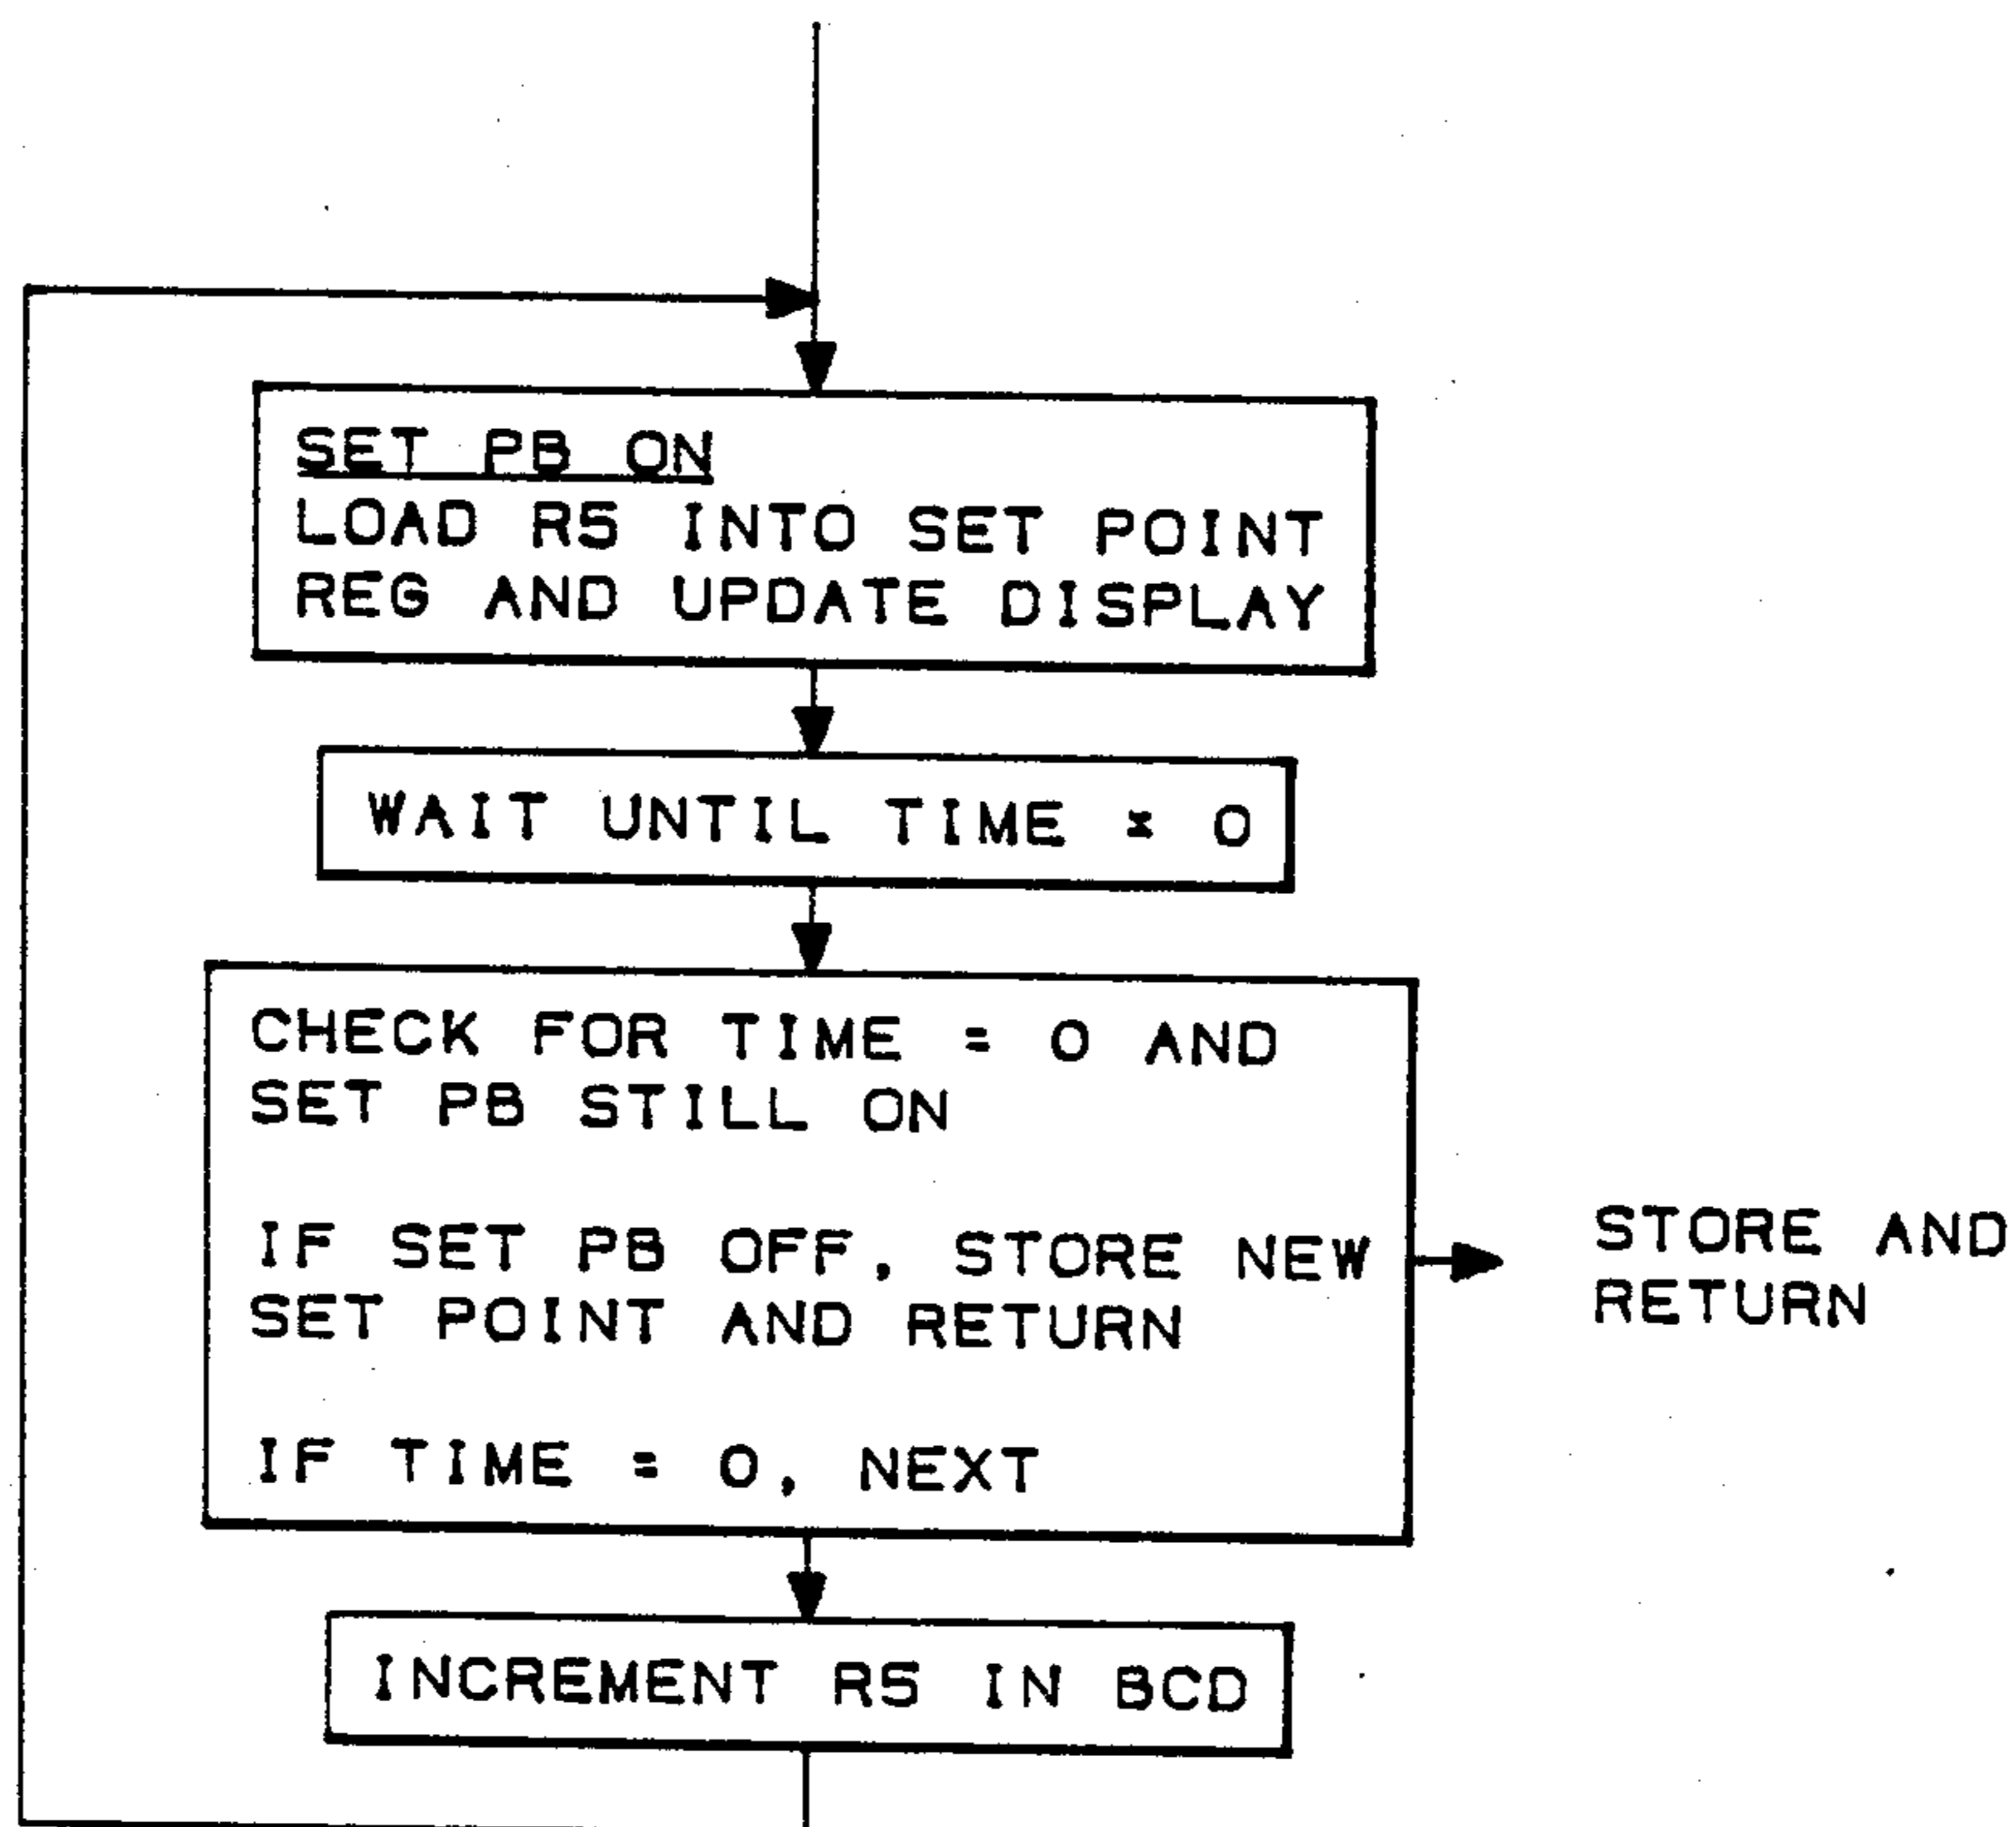 SET PB ON
LOAD R5 INTO SET POINT
REG AND UPDATE DISPLAY
WAIT UNTIL TIME = 0
CHECK FOR TIME = 0 AND
SET PB STILL ON
IF SET PB OFF, STORE NEW
SET POINT AND RETURN
IF TIME = 0, NEXT
STORE AND
RETURN
INCREMENT R5 IN BCD